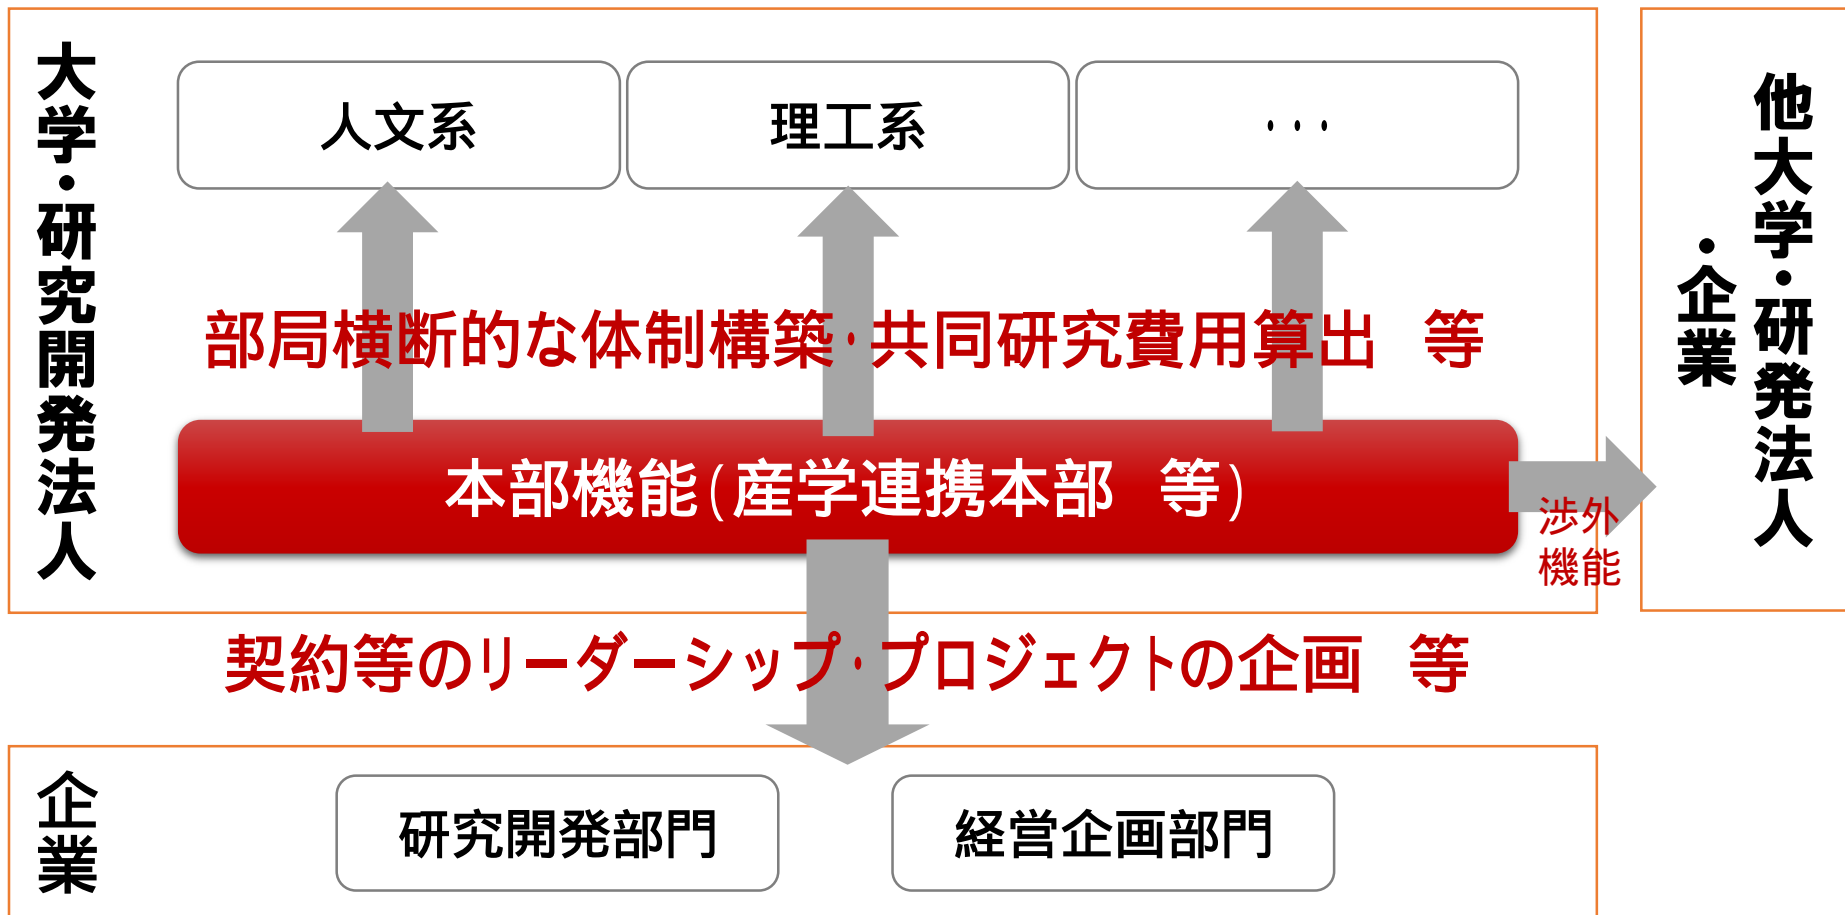 大学・研究開発法人
人文系
理工系
・・・
部局横断的な体制構築・共同研究費用算出　等
本部機能(産学連携本部　等)
渉外
機能
他大学・研発法人
・企業
契約等のリーダーシップ・プロジェクトの企画　等
企業
研究開発部門
経営企画部門